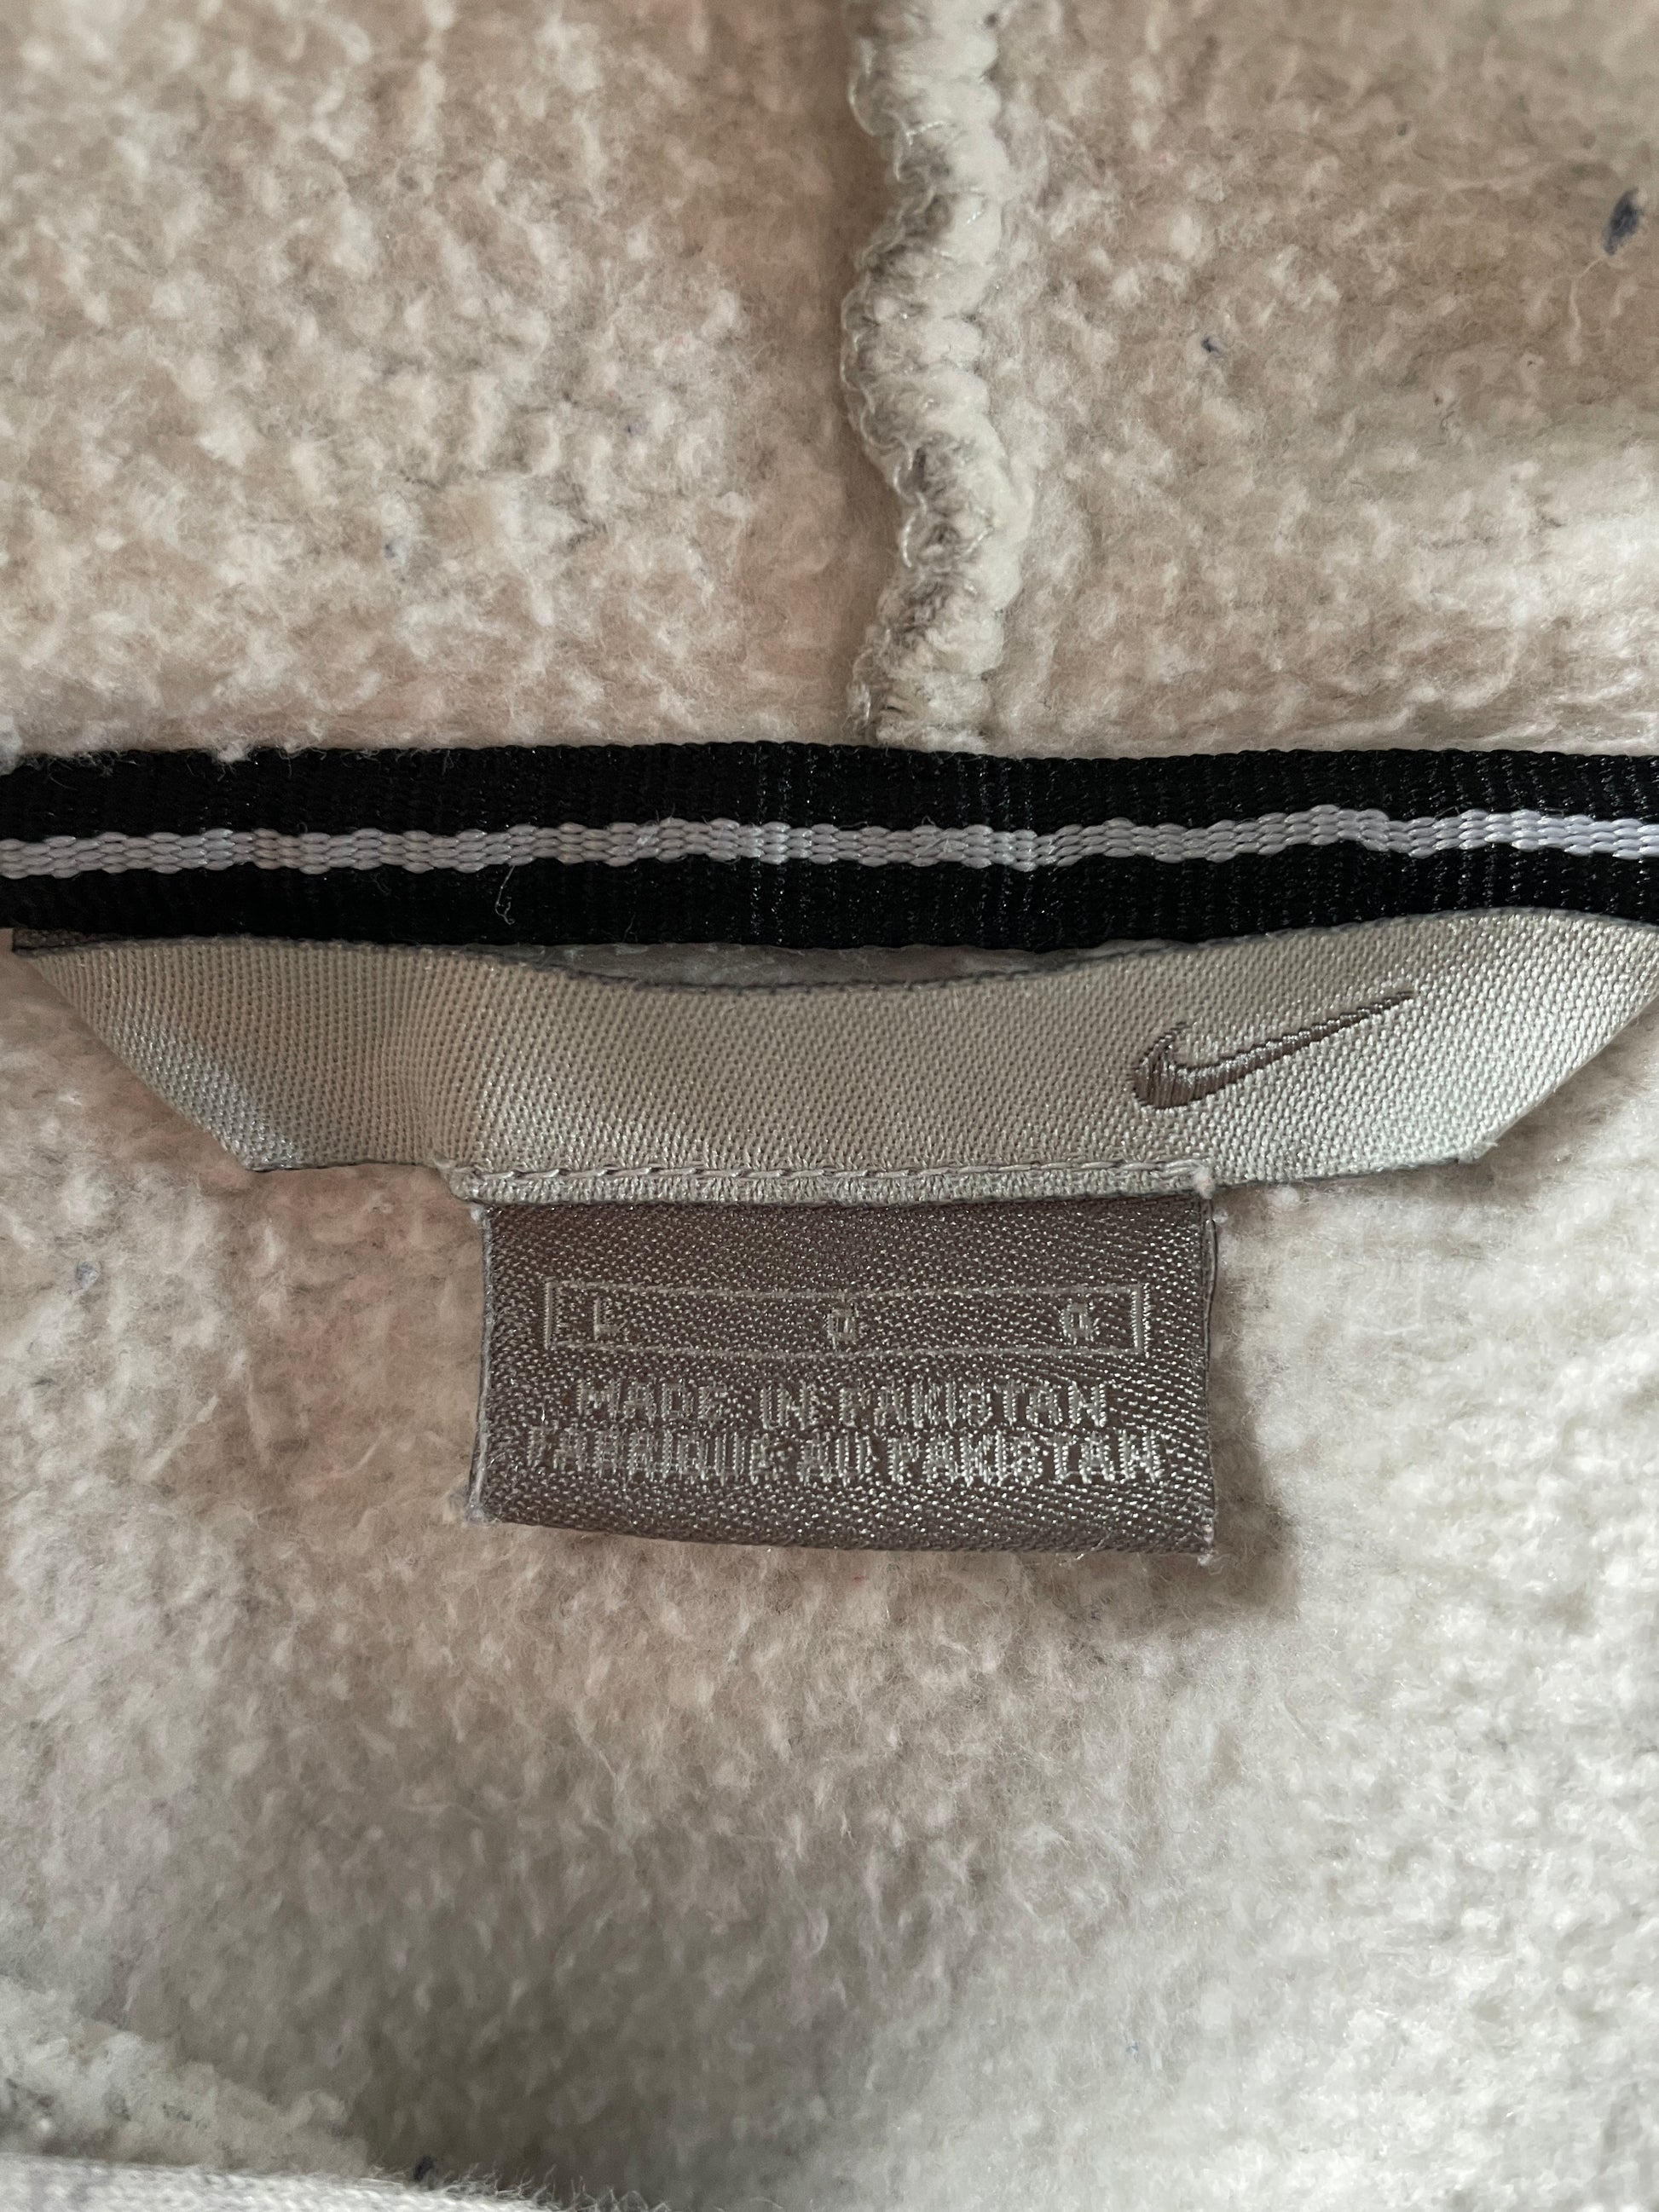 L G G
MADE IN PAKISTAN
FABRIQUE AU PAKISTAN